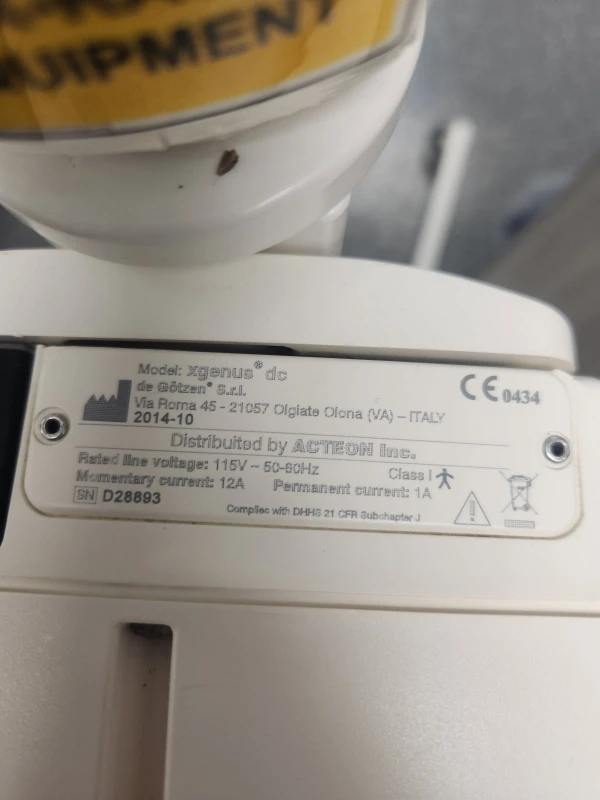 EQUIPMENT
Model: xgenus® dc
de Götzen® S.r.l.
Via Roma 45 - 21057 Olgiate Olona (VA) – ITALY
2014-10
CE 0434
Distribuited by ACTEON Inc.
Rated line voltage: 115V ~ 50-60Hz
Class I
Momentary current: 12A Permanent current: 1A
SN D28893
Complies with DHHS 21 CFR Subchapter J